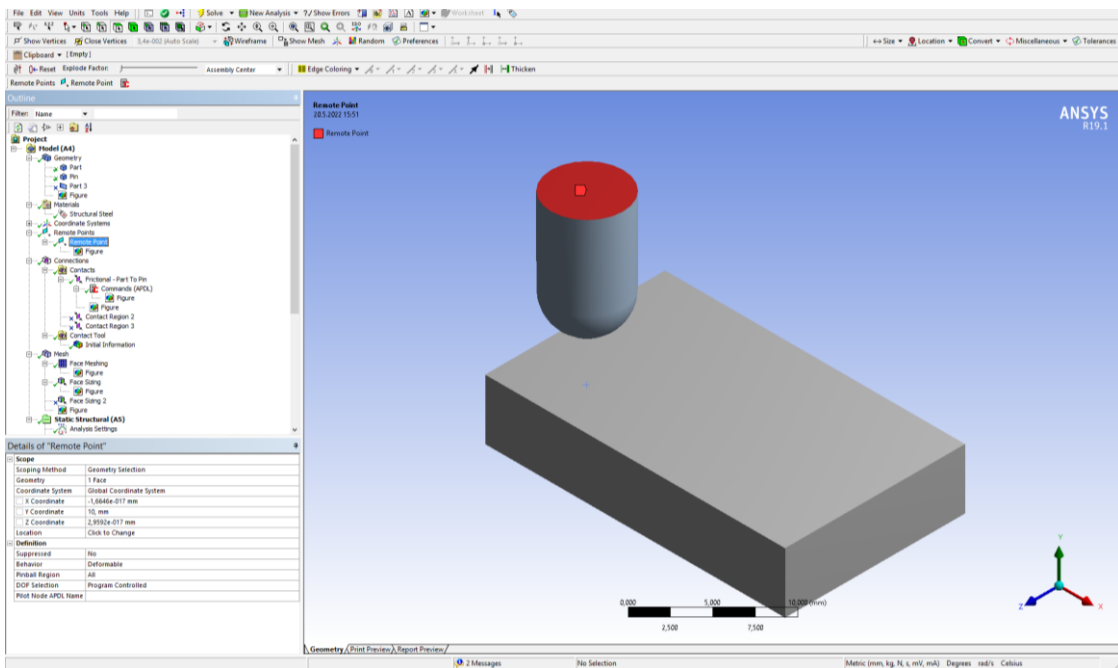 File Edit View Units Tools Help Solve New Analysis ?/ Show Errors Worksheet
Show Vertices Close Vertices 3,4e-002 (Auto Scale) Wireframe Show Mesh Random Preferences Size Location Convert Miscellaneous Tolerances
Clipboard [Empty]
Reset Explode Factor: Assembly Center Edge Coloring Thicken
Remote Points Remote Point
Outline
Filter: Name
Project
Model (A4)
Geometry
Part
Pin
Part 3
Figure
Materials
Structural Steel
Coordinate Systems
Remote Points
Remote Point
Figure
Connections
Contacts
Frictional - Part To Pin
Commands (APDL)
Figure
Figure
Contact Region 2
Contact Region 3
Contact Tool
Initial Information
Mesh
Face Meshing
Figure
Face Sizing
Figure
Face Sizing 2
Figure
Static Structural (A5)
Analysis Settings
Details of "Remote Point"
Scope
Scoping Method Geometry Selection
Geometry 1 Face
Coordinate System Global Coordinate System
X Coordinate -1,6646e-017 mm
Y Coordinate 10, mm
Z Coordinate 2,9592e-017 mm
Location Click to Change
Definition
Suppressed No
Behavior Deformable
Pinball Region All
DOF Selection Program Controlled
Pilot Node APDL Name
Remote Point
20.5.2022 15:51
Remote Point
ANSYS
R19.1
0,000 5,000 10,000 (mm)
2,500 7,500
Y
Z X
Geometry Print Preview Report Preview
2 Messages No Selection Metric (mm, kg, N, s, mV, mA) Degrees rad/s Celsius